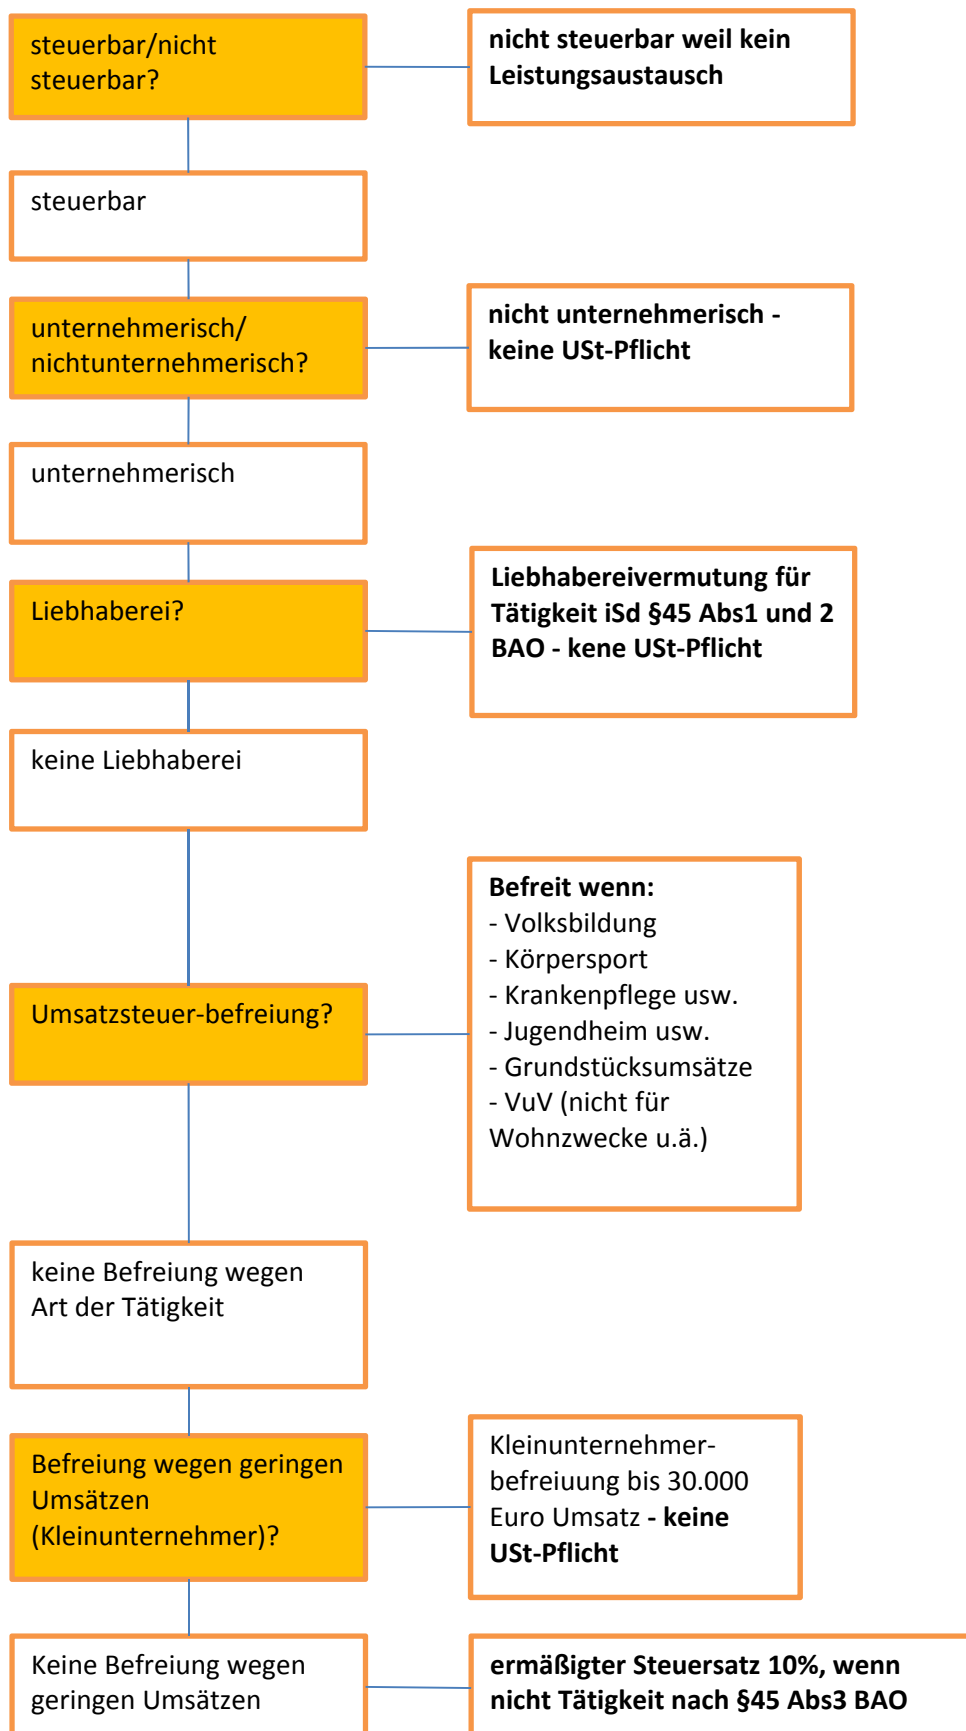 steuerbar/nicht
steuerbar?
nicht steuerbar weil kein
Leistungsaustausch
steuerbar
unternehmerisch/
nichtunternehmerisch?
nicht unternehmerisch -
keine USt-Pflicht
unternehmerisch
Liebhaberei?
Liebhabereivermutung für
Tätigkeit iSd §45 Abs1 und 2
BAO - kene USt-Pflicht
keine Liebhaberei
Umsatzsteuer-befreiung?
Befreit wenn:
- Volksbildung
- Körpersport
- Krankenpflege usw.
- Jugendheim usw.
- Grundstücksumsätze
- VuV (nicht für
Wohnzwecke u.ä.)
keine Befreiung wegen
Art der Tätigkeit
Befreiung wegen geringen
Umsätzen
(Kleinunternehmer)?
Kleinunternehmer-
befreiuung bis 30.000
Euro Umsatz - keine
USt-Pflicht
Keine Befreiung wegen
geringen Umsätzen
ermäßigter Steuersatz 10%, wenn
nicht Tätigkeit nach §45 Abs3 BAO